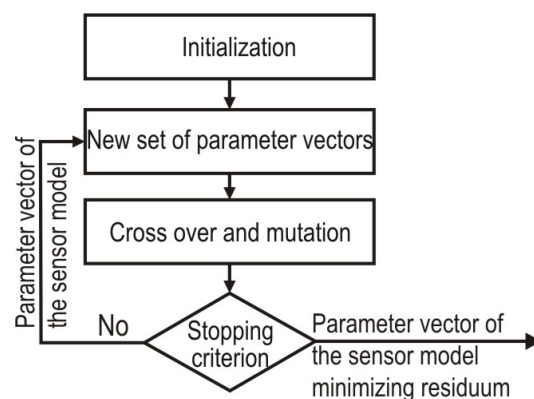 Initialization
New set of parameter vectors
Cross over and mutation
Stopping
criterion
No
Parameter vector of
the sensor model
Parameter vector of
the sensor model
minimizing residuum